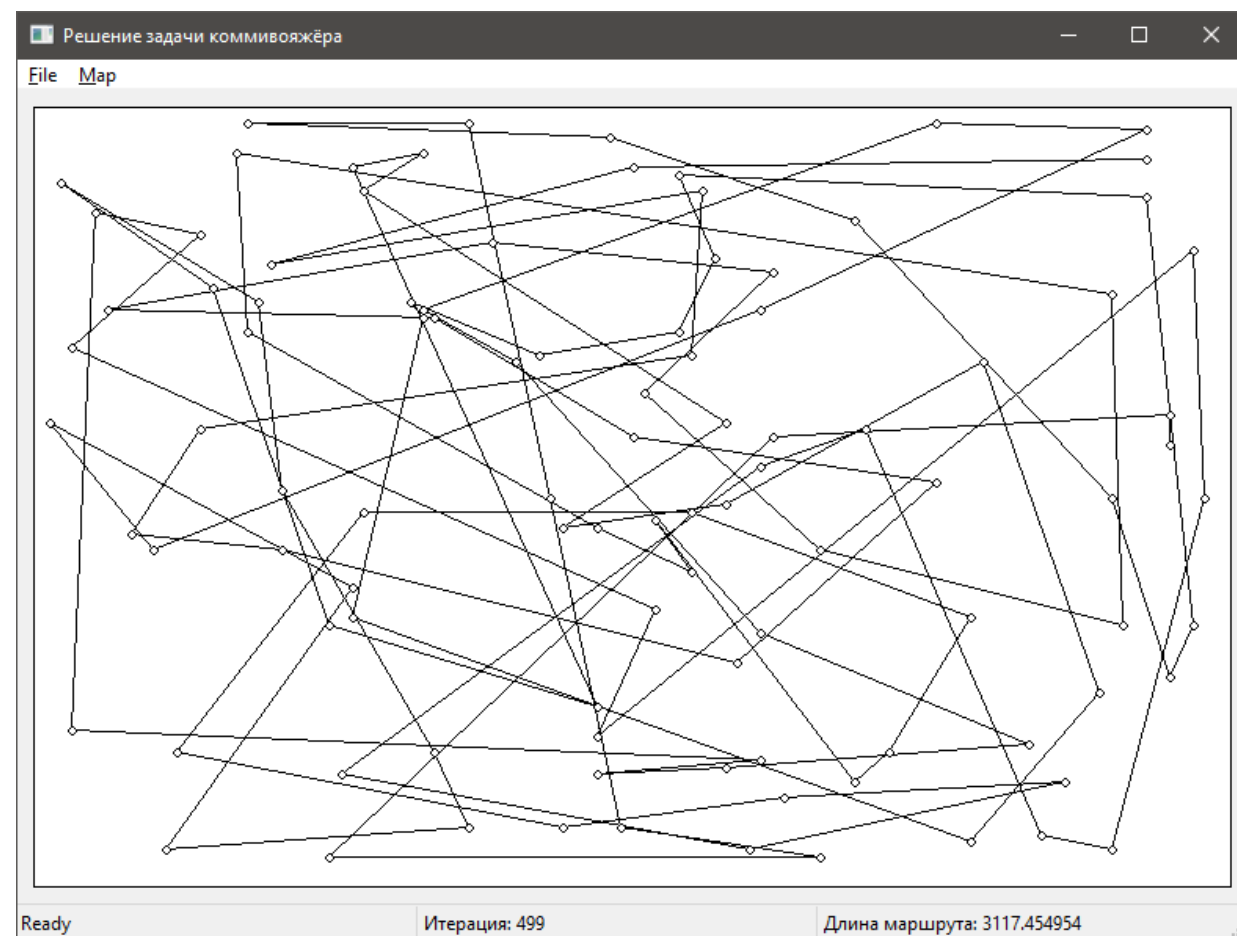 Решение задачи коммивояжёра
File Map
Ready Итерация: 499 Длина маршрута: 3117.454954